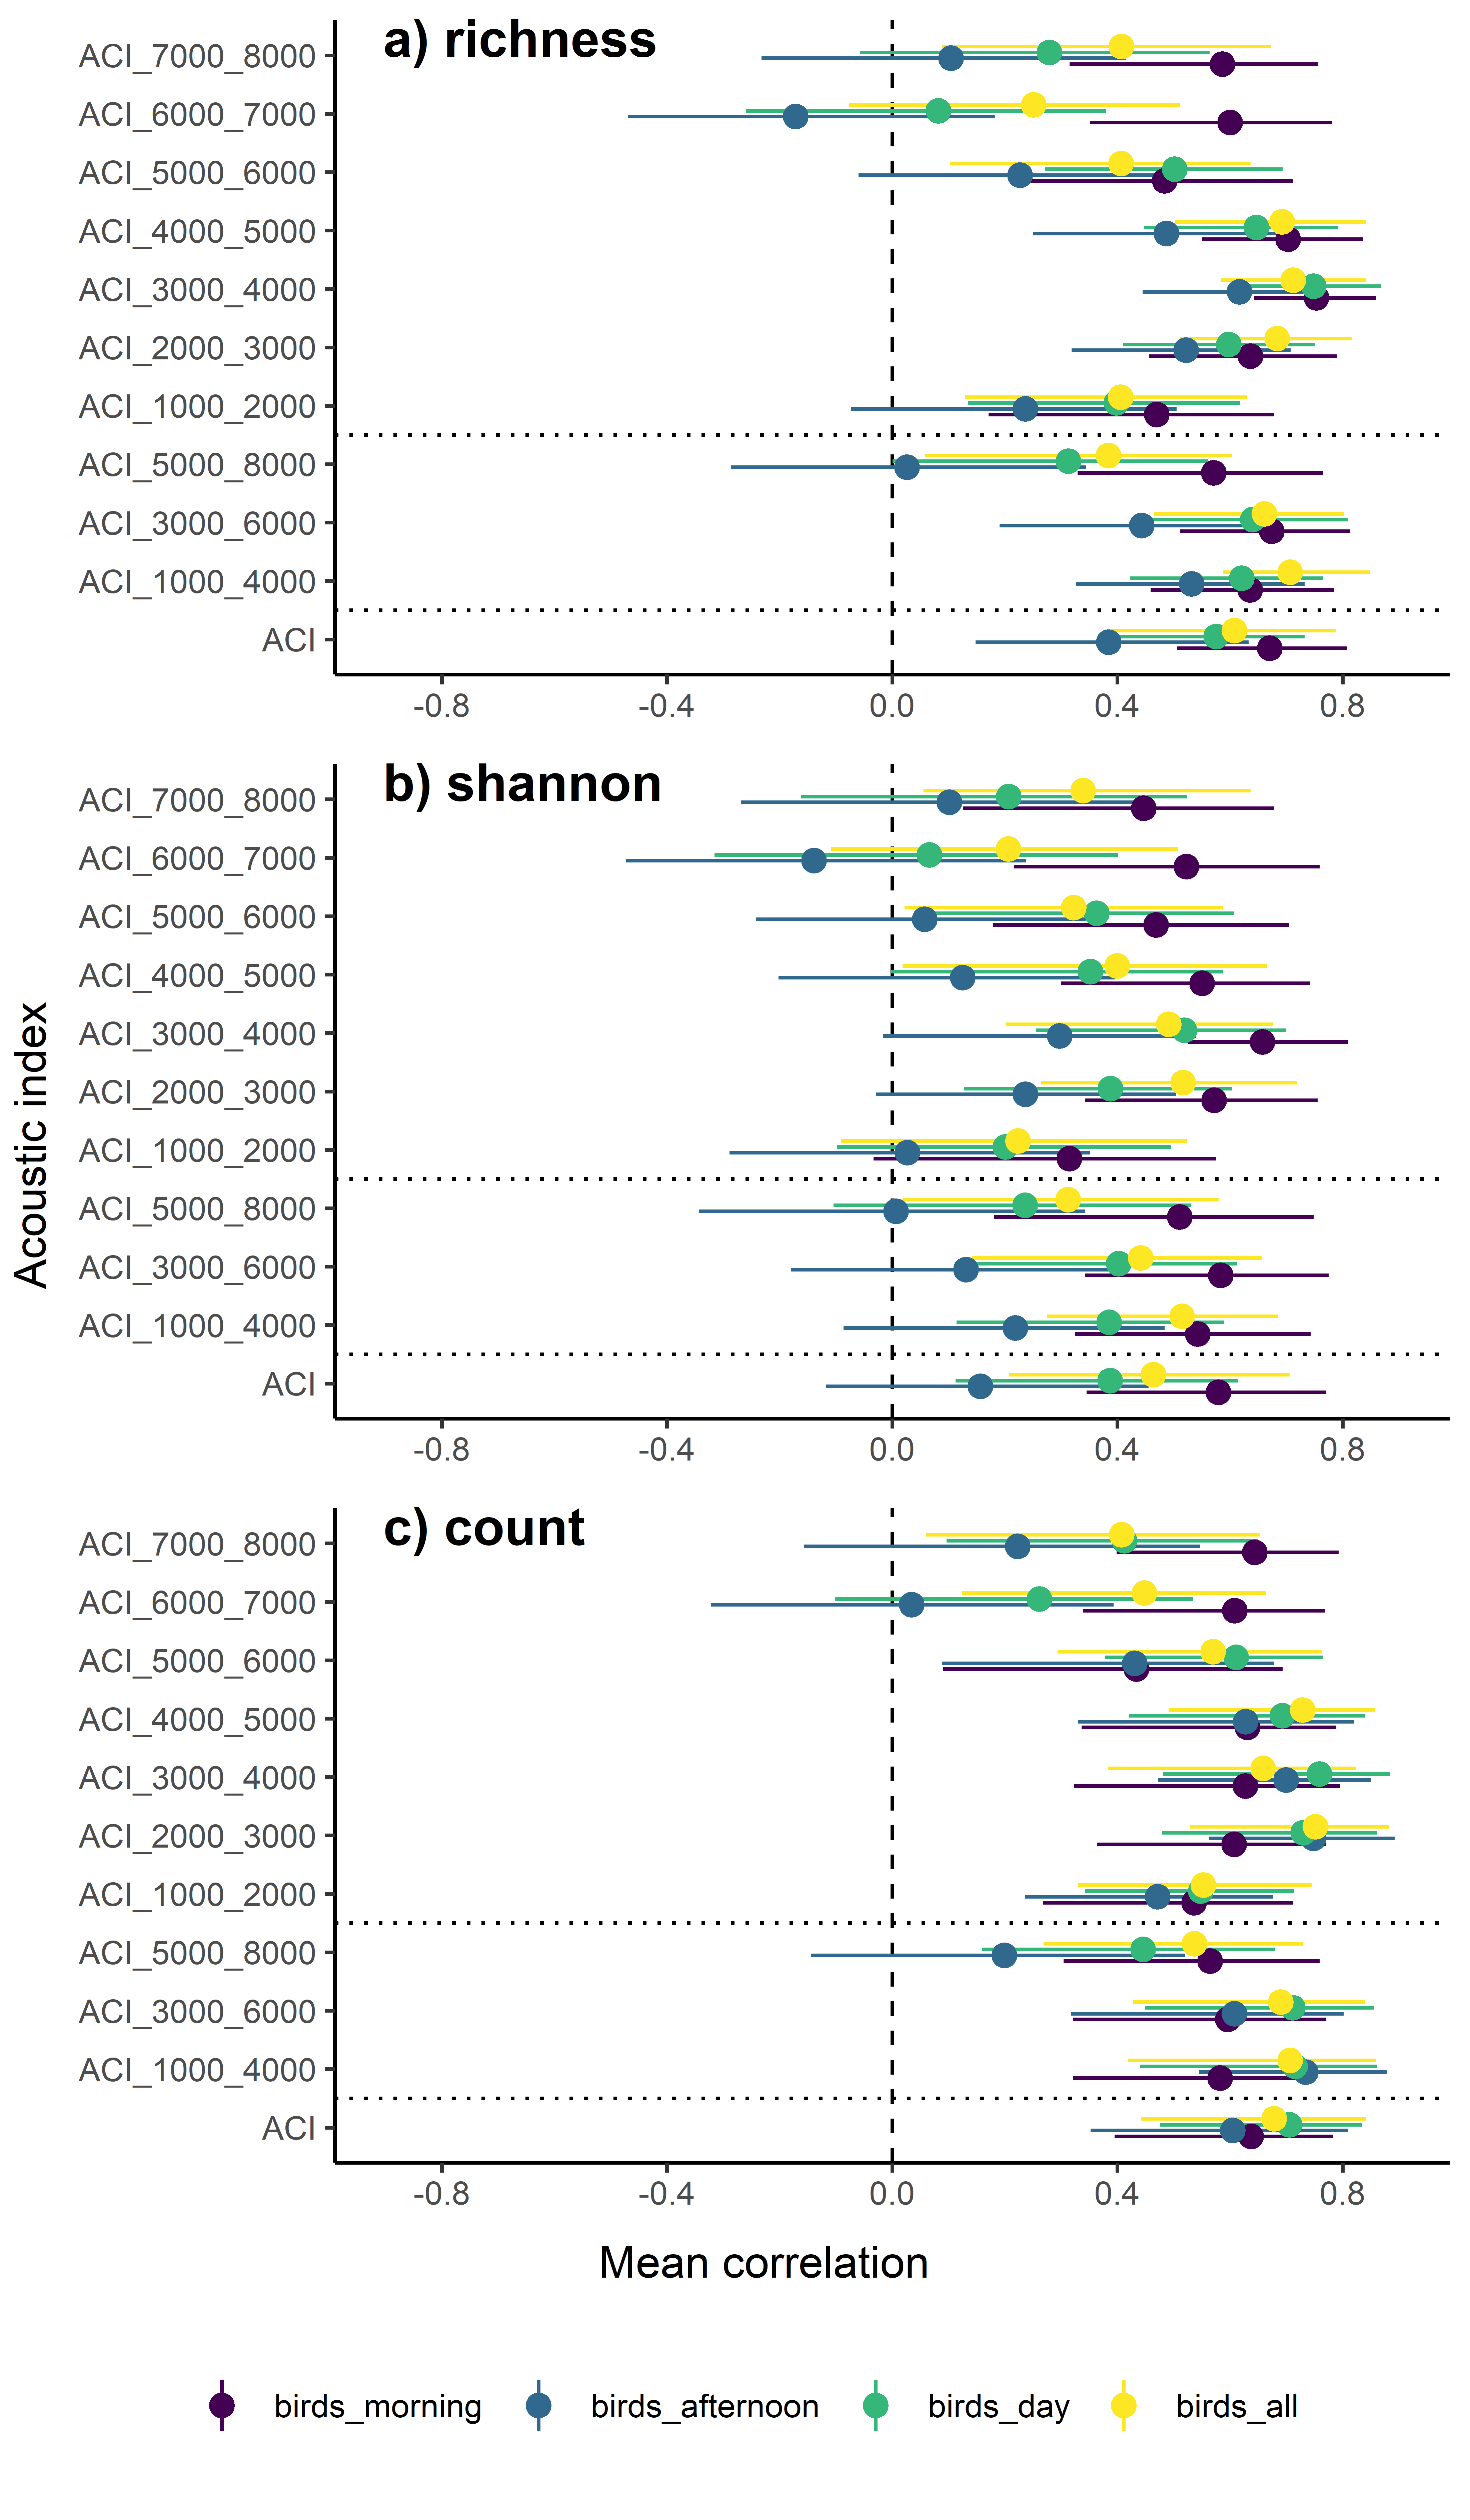 a) richness
ACI_7000_8000
ACI_6000_7000
ACI_5000_6000
ACI_4000_5000
ACI_3000_4000
ACI_2000_3000
ACI_1000_2000
ACI_5000_8000
ACI_3000_6000
ACI_1000_4000
ACI
-0.8 -0.4 0.0 0.4 0.8
b) shannon
ACI_7000_8000
ACI_6000_7000
ACI_5000_6000
ACI_4000_5000
ACI_3000_4000
ACI_2000_3000
ACI_1000_2000
ACI_5000_8000
ACI_3000_6000
ACI_1000_4000
ACI
-0.8 -0.4 0.0 0.4 0.8
Acoustic index
c) count
ACI_7000_8000
ACI_6000_7000
ACI_5000_6000
ACI_4000_5000
ACI_3000_4000
ACI_2000_3000
ACI_1000_2000
ACI_5000_8000
ACI_3000_6000
ACI_1000_4000
ACI
-0.8 -0.4 0.0 0.4 0.8
Mean correlation
birds_morning birds_afternoon birds_day birds_all